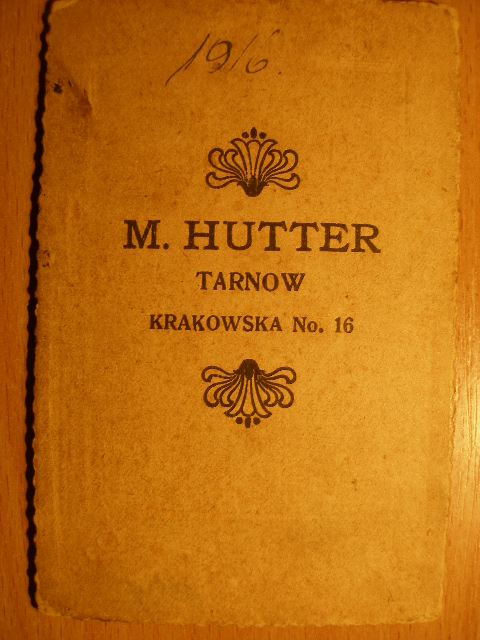 1916.
M. HUTTER
TARNOW
KRAKOWSKA No. 16